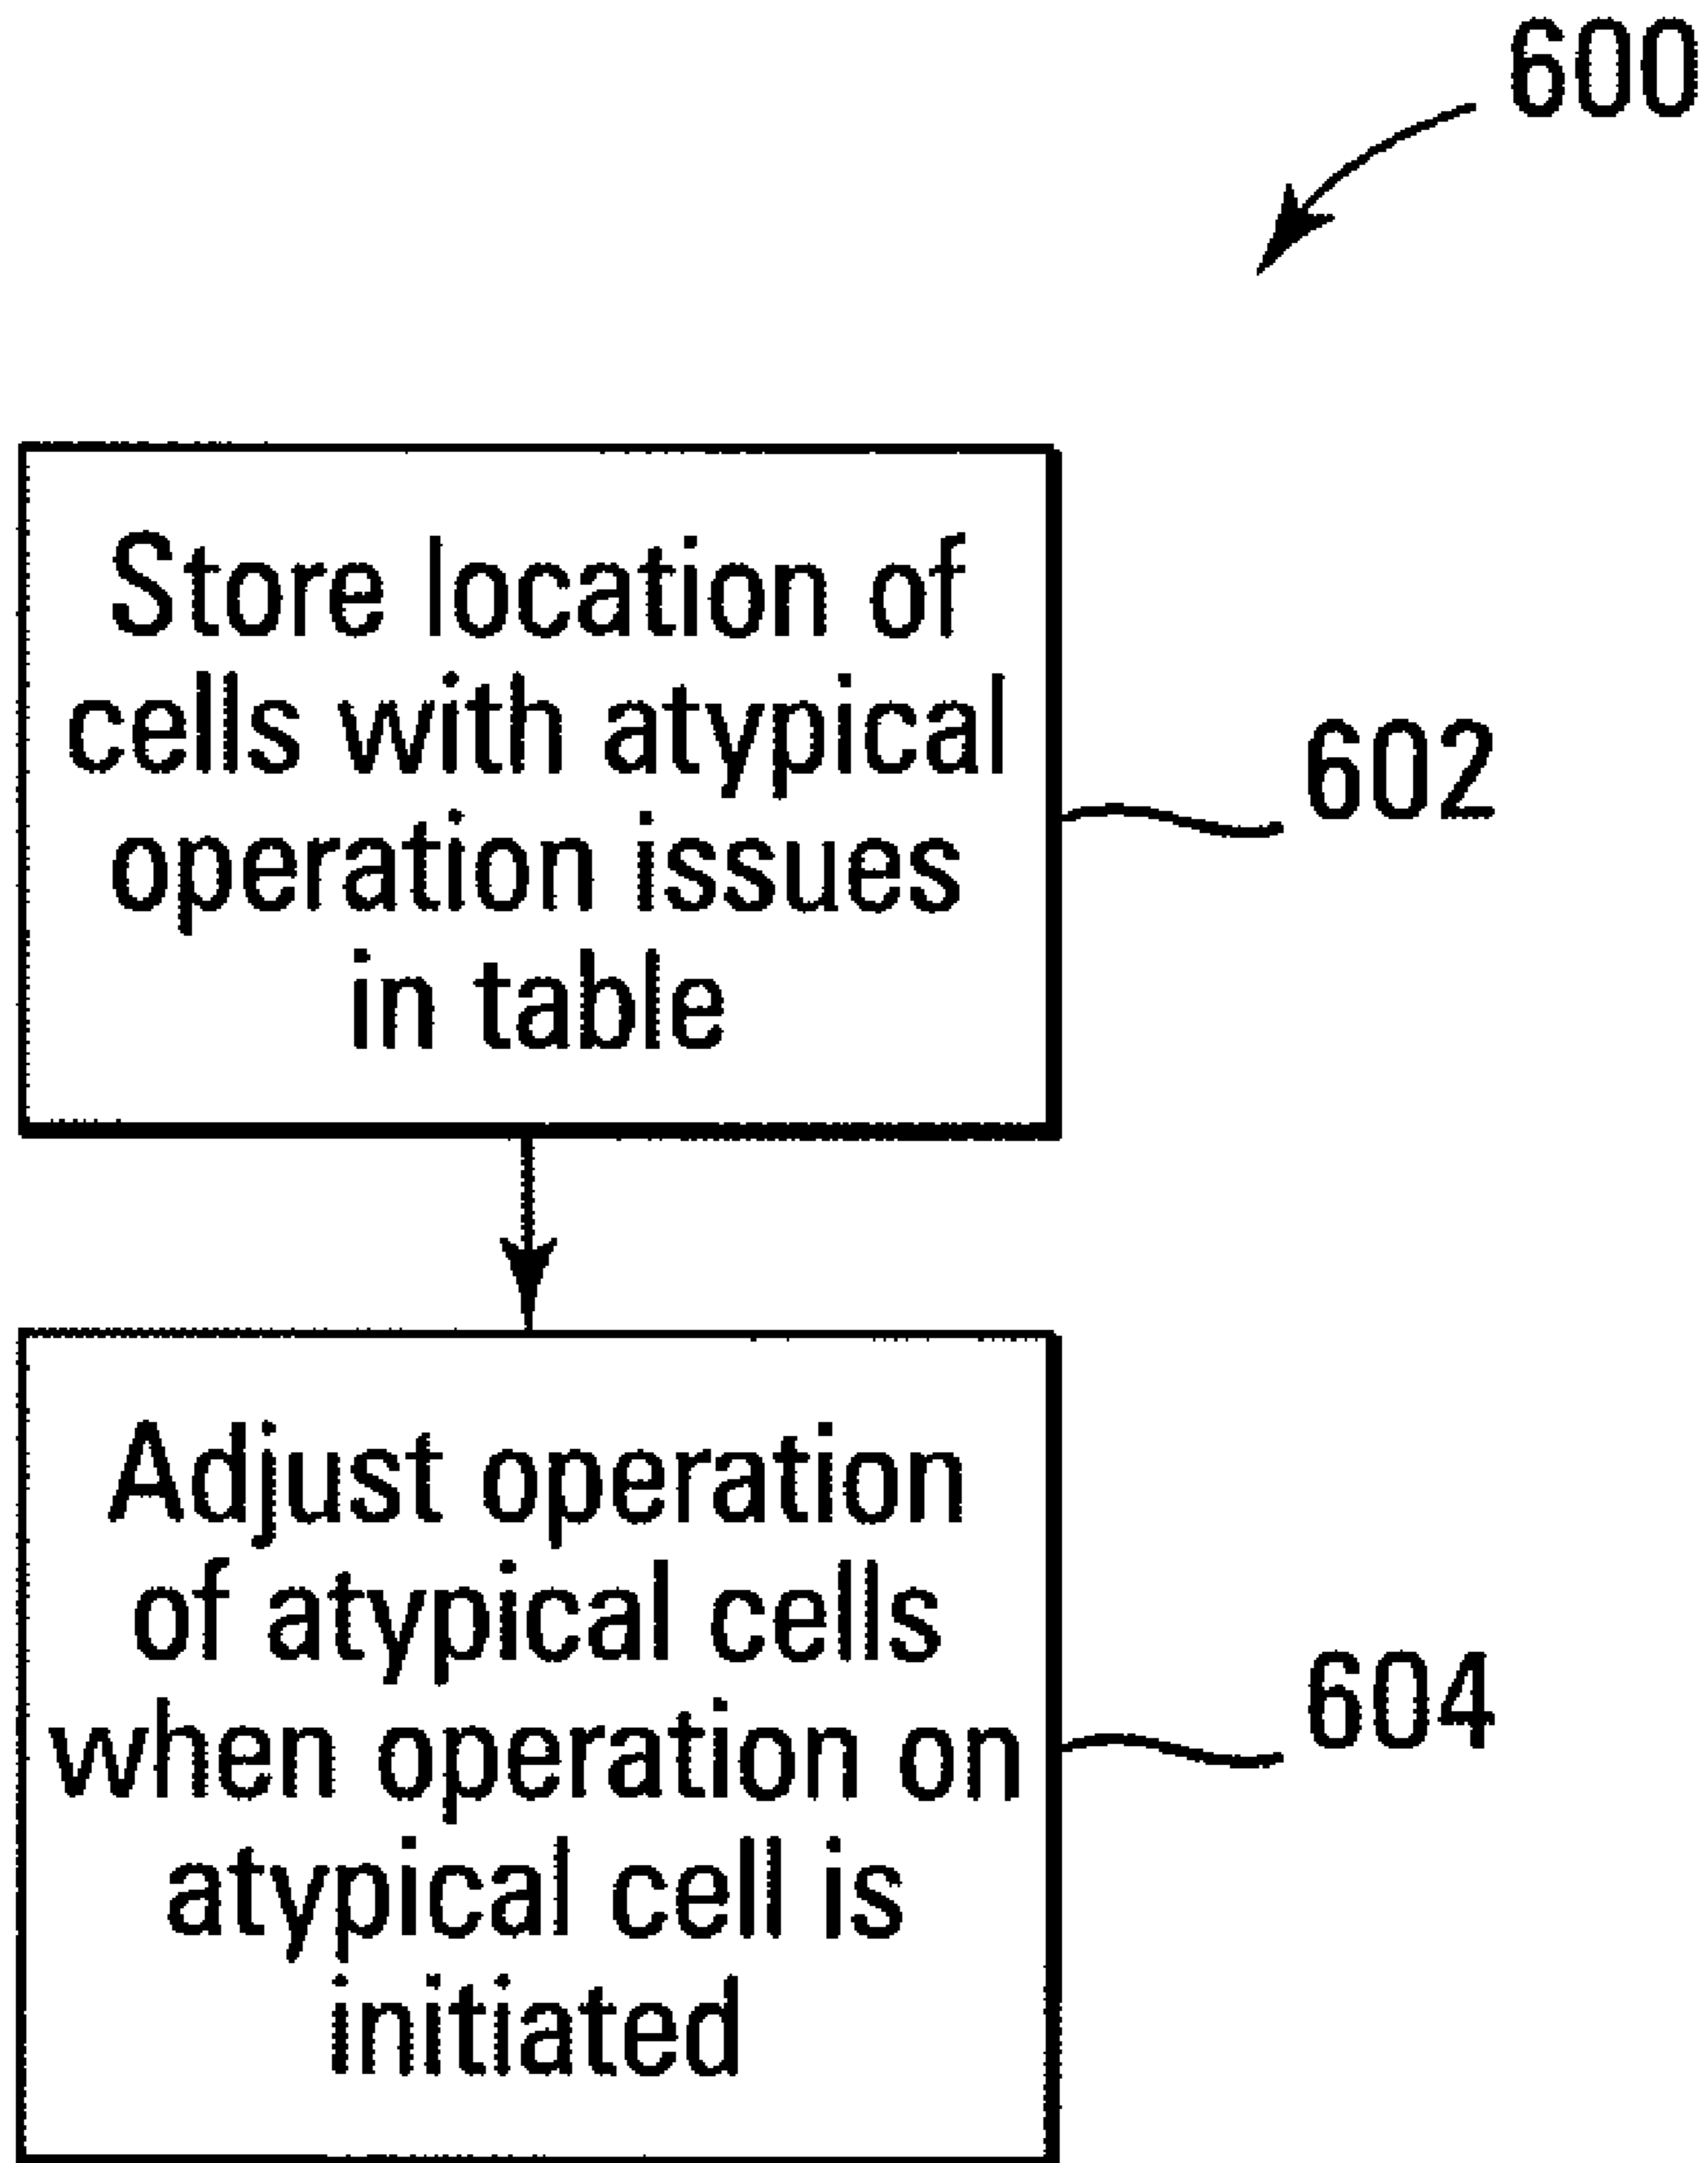 600
Store location of
cells with atypical
operation issues
in table
602
Adjust operation
of atypical cells
when operation on
atypical cell is
initiated
604